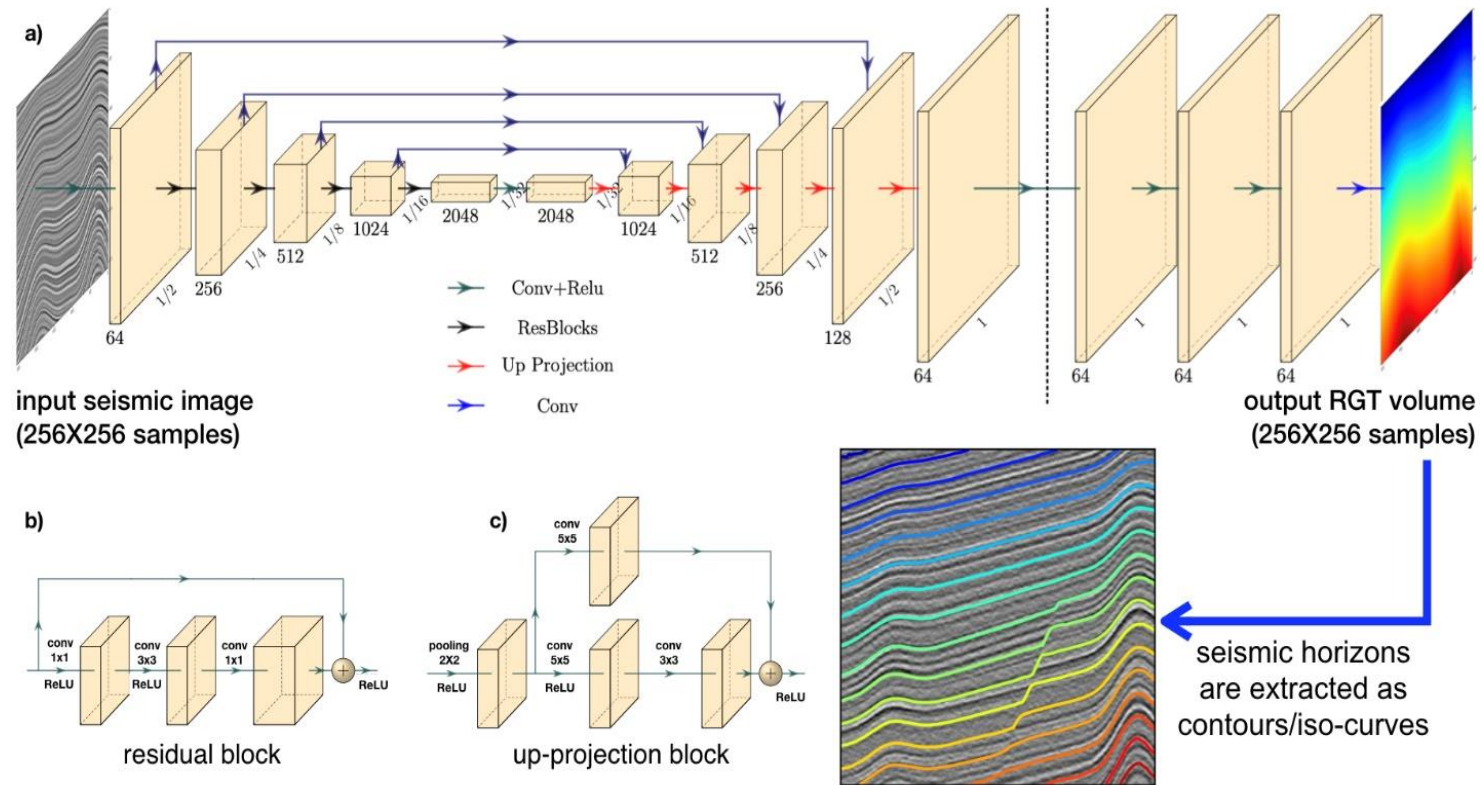 a)
64
1/2
256
1/4
512
1/8
1024
1/16
2048
1/32
2048
1/32
1024
1/16
512
1/8
256
1/4
128
1/2
64
1
64
1
64
1
64
1
Conv+Relu
ResBlocks
Up Projection
Conv
input seismic image
(256X256 samples)
output RGT volume
(256X256 samples)
b)
conv
1x1
ReLU
conv
3x3
ReLU
conv
1x1
ReLU
+
ReLU
residual block
c)
pooling
2X2
ReLU
conv
5x5
conv
5x5
ReLU
conv
3x3
+
ReLU
up-projection block
seismic horizons
are extracted as
contours/iso-curves